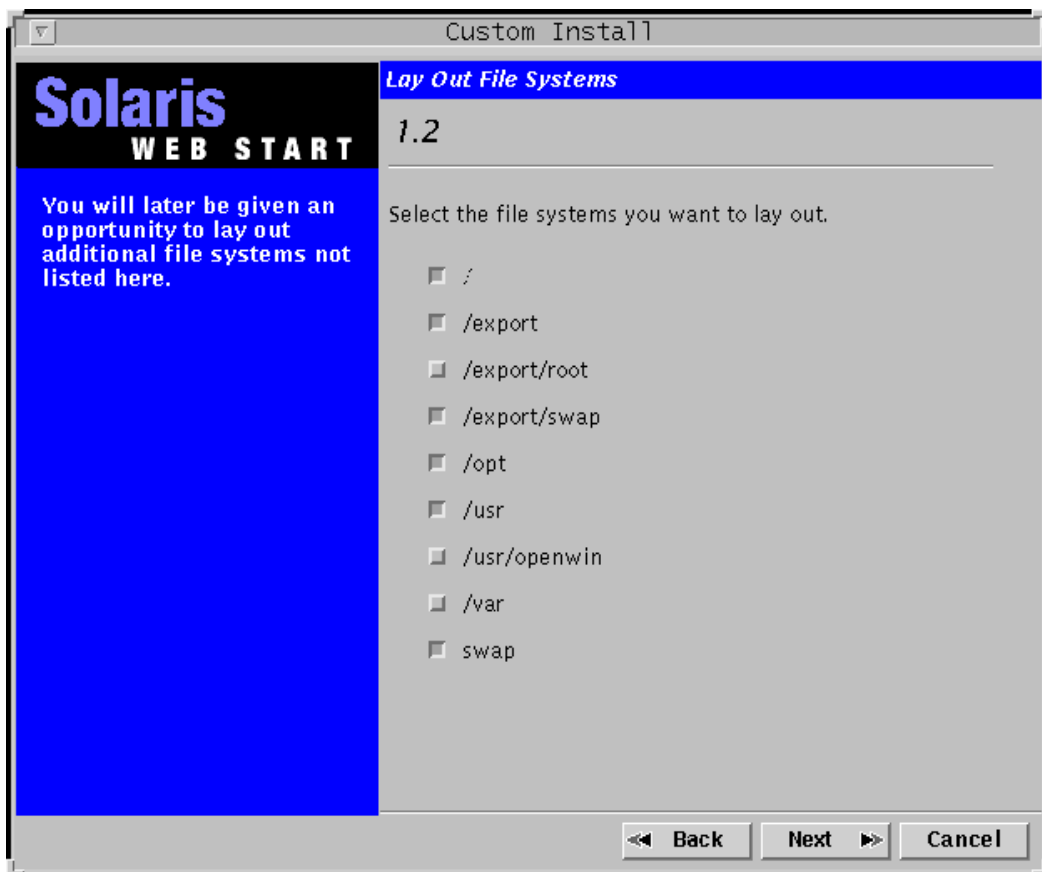 Custom Install
Solaris
WEB START
You will later be given an
opportunity to lay out
additional file systems not
listed here.
Lay Out File Systems
1.2
Select the file systems you want to lay out.
/
/export
/export/root
/export/swap
/opt
/usr
/usr/openwin
/var
swap
Back
Next
Cancel